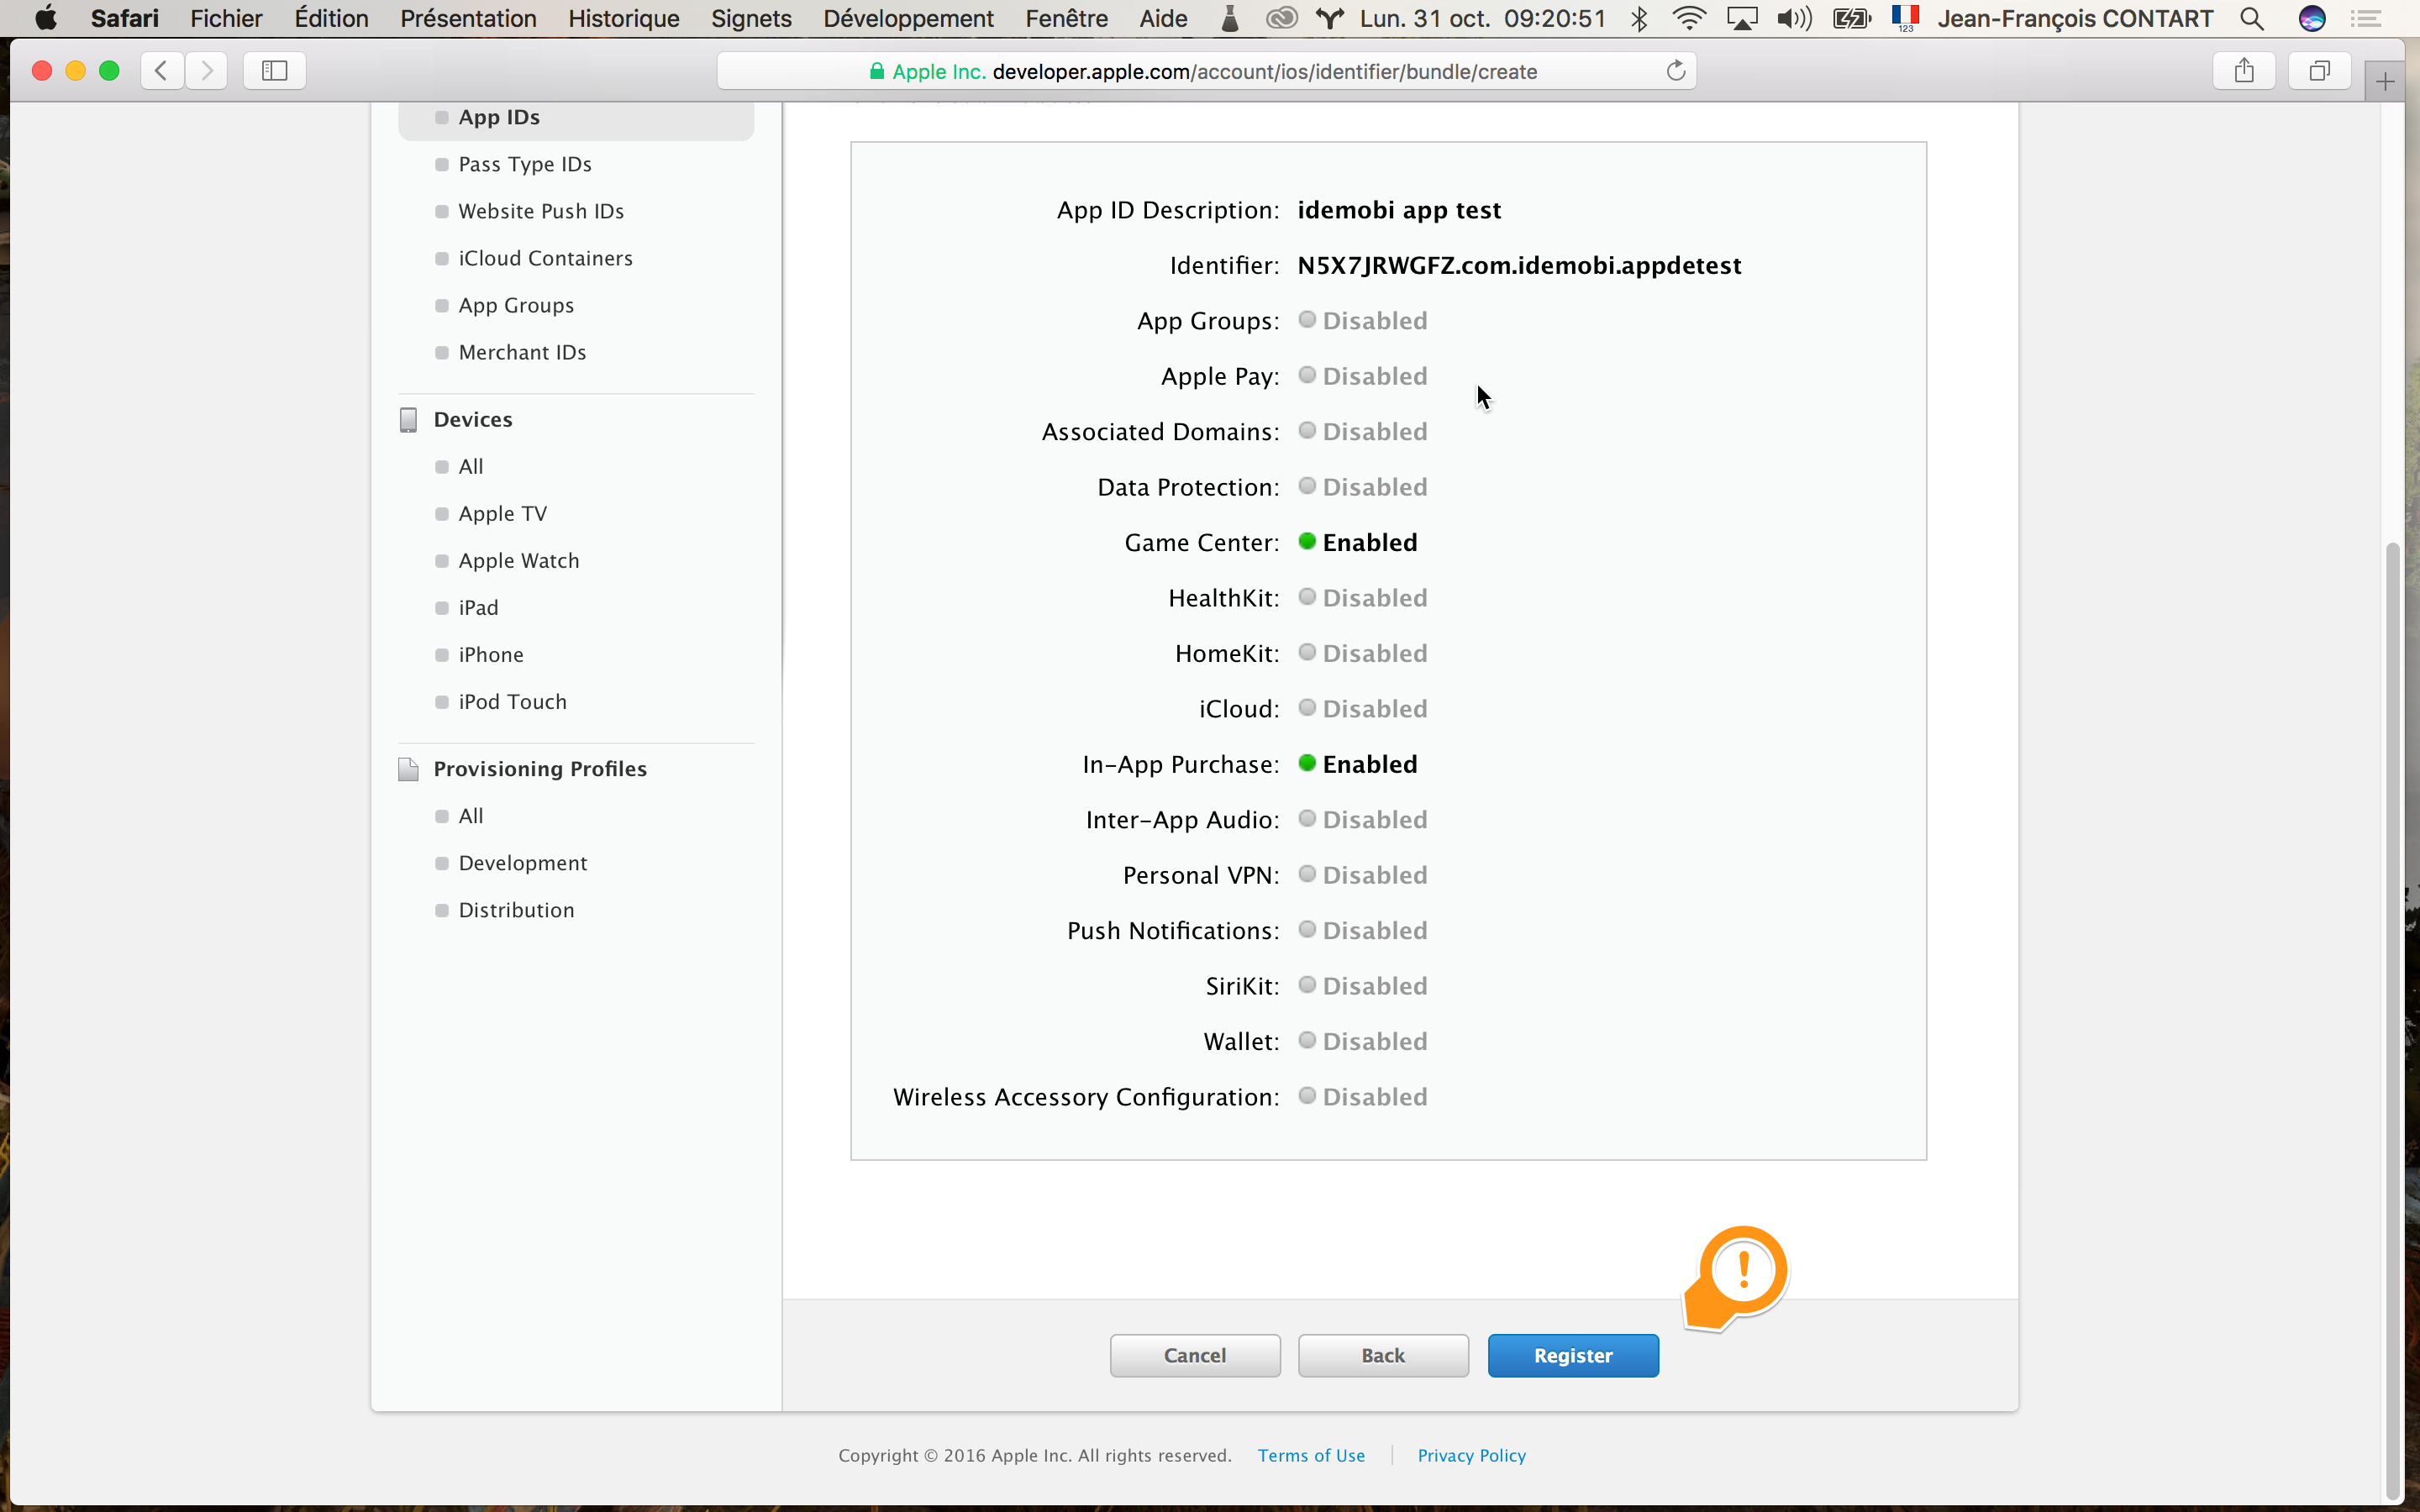 Safari Fichier Édition Présentation Historique Signets Développement Fenêtre Aide Lun. 31 oct. 09:20:51 123 Jean-François CONTART
Apple Inc. developer.apple.com/account/ios/identifier/bundle/create
App IDs
Pass Type IDs
Website Push IDs
iCloud Containers
App Groups
Merchant IDs
Devices
All
Apple TV
Apple Watch
iPad
iPhone
iPod Touch
Provisioning Profiles
All
Development
Distribution
App ID Description: idemobi app test
Identifier: N5X7JRWGFZ.com.idemobi.appdetest
App Groups: Disabled
Apple Pay: Disabled
Associated Domains: Disabled
Data Protection: Disabled
Game Center: Enabled
HealthKit: Disabled
HomeKit: Disabled
iCloud: Disabled
In-App Purchase: Enabled
Inter-App Audio: Disabled
Personal VPN: Disabled
Push Notifications: Disabled
SiriKit: Disabled
Wallet: Disabled
Wireless Accessory Configuration: Disabled
!
Cancel Back Register
Copyright © 2016 Apple Inc. All rights reserved. Terms of Use Privacy Policy